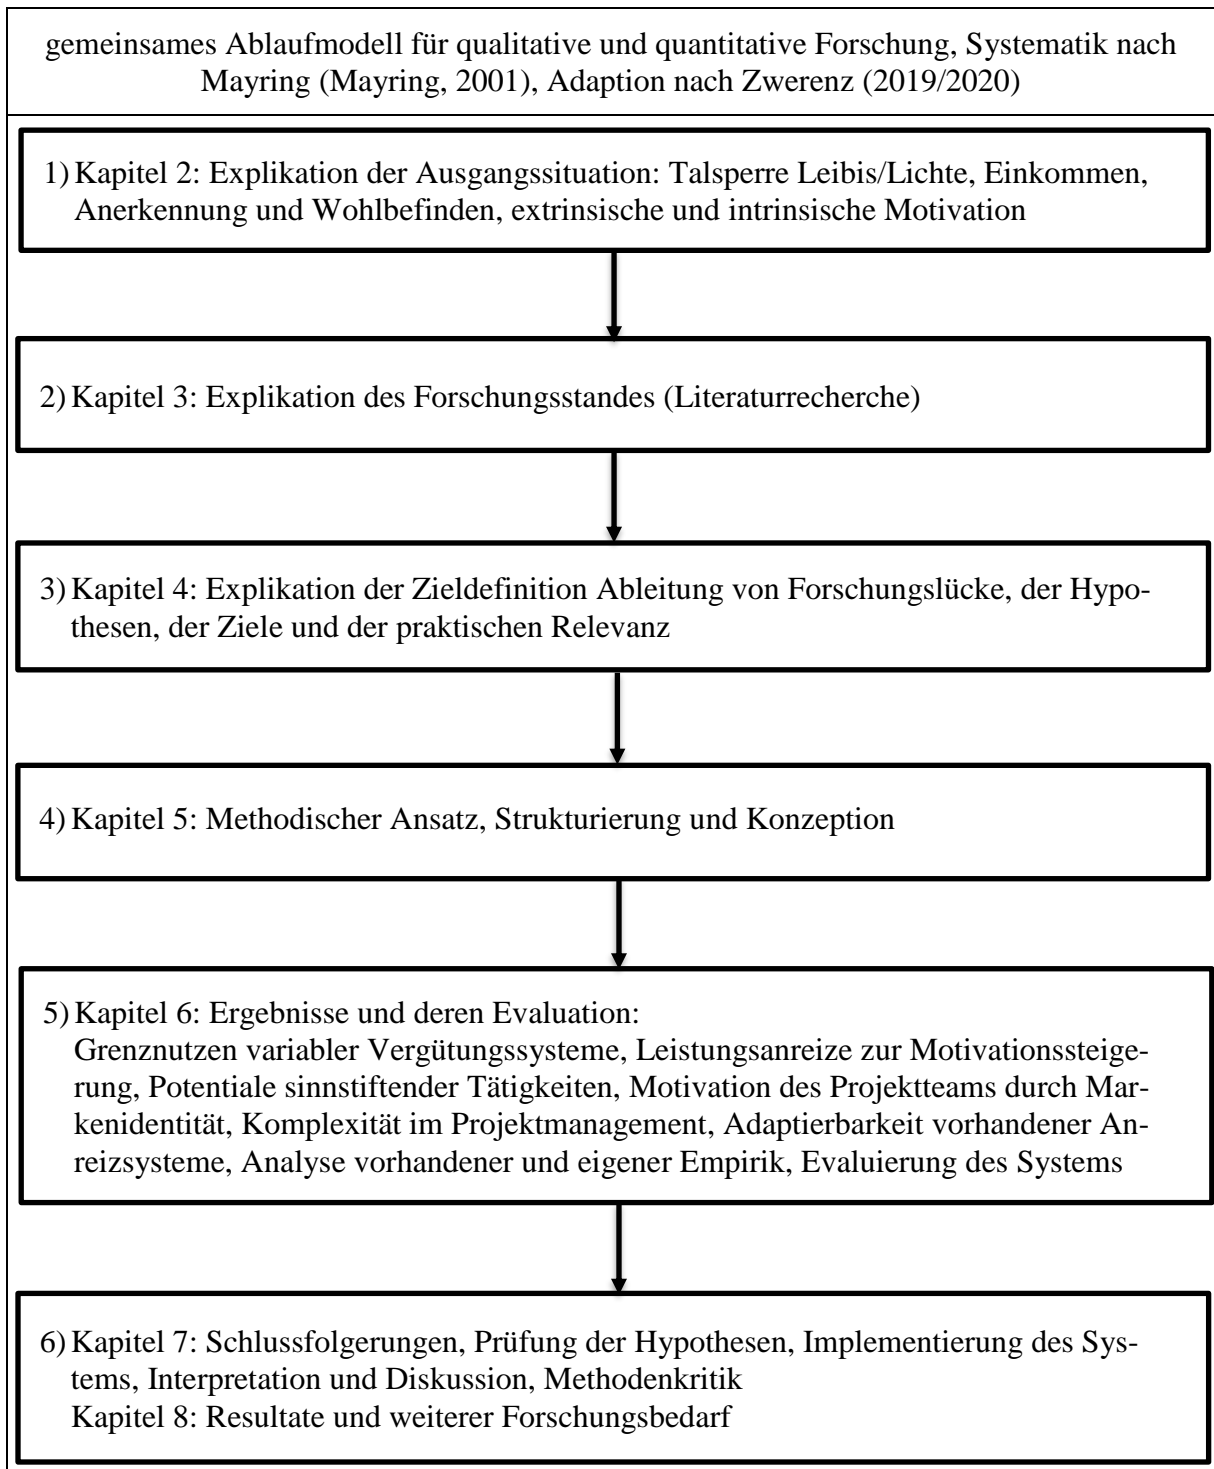 gemeinsames Ablaufmodell für qualitative und quantitative Forschung, Systematik nach
Mayring (Mayring, 2001), Adaption nach Zwerenz (2019/2020)
1) Kapitel 2: Explikation der Ausgangssituation: Talsperre Leibis/Lichte, Einkommen,
Anerkennung und Wohlbefinden, extrinsische und intrinsische Motivation
2) Kapitel 3: Explikation des Forschungsstandes (Literaturrecherche)
3) Kapitel 4: Explikation der Zieldefinition Ableitung von Forschungslücke, der Hypo-
thesen, der Ziele und der praktischen Relevanz
4) Kapitel 5: Methodischer Ansatz, Strukturierung und Konzeption
5) Kapitel 6: Ergebnisse und deren Evaluation:
Grenznutzen variabler Vergütungssysteme, Leistungsanreize zur Motivationssteige-
rung, Potentiale sinnstiftender Tätigkeiten, Motivation des Projektteams durch Mar-
kenidentität, Komplexität im Projektmanagement, Adaptierbarkeit vorhandener An-
reizsysteme, Analyse vorhandener und eigener Empirik, Evaluierung des Systems
6) Kapitel 7: Schlussfolgerungen, Prüfung der Hypothesen, Implementierung des Sys-
tems, Interpretation und Diskussion, Methodenkritik
Kapitel 8: Resultate und weiterer Forschungsbedarf